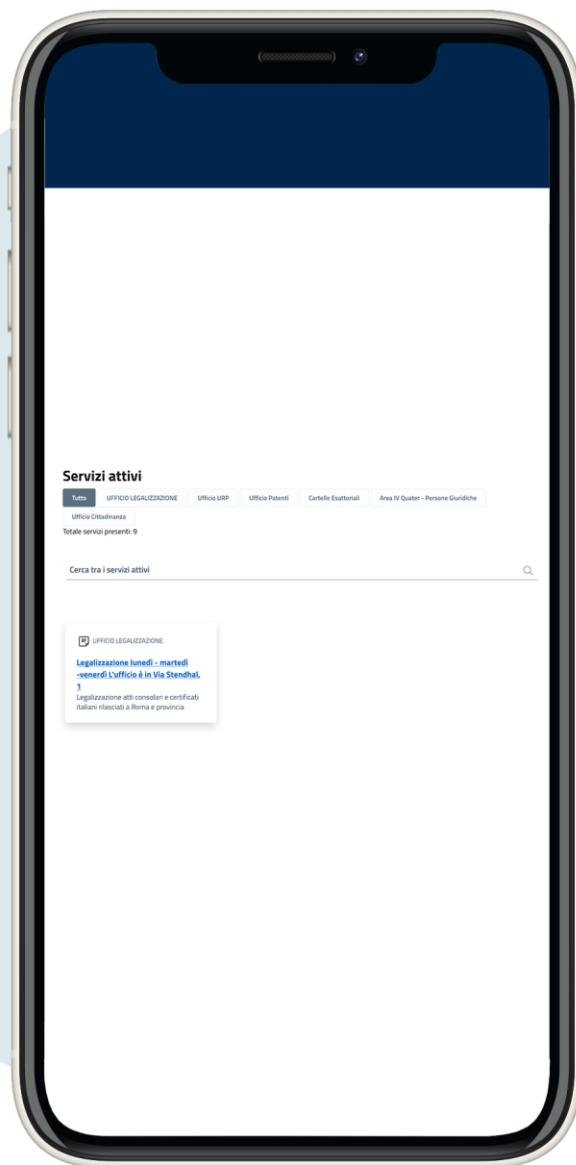 Servizi attivi
Tutto UFFICIO LEGALIZZAZIONE Ufficio URP Ufficio Patenti Cartelle Esattoriali Area IV Quater - Persone Giuridiche
Ufficio Cittadinanza
Totale servizi presenti: 9
Cerca tra i servizi attivi
UFFICIO LEGALIZZAZIONE
Legalizzazione lunedì - martedì
-venerdì L'ufficio è in Via Stendhal,
1
Legalizzazione atti consolari e certificati
italiani rilasciati a Roma e provincia